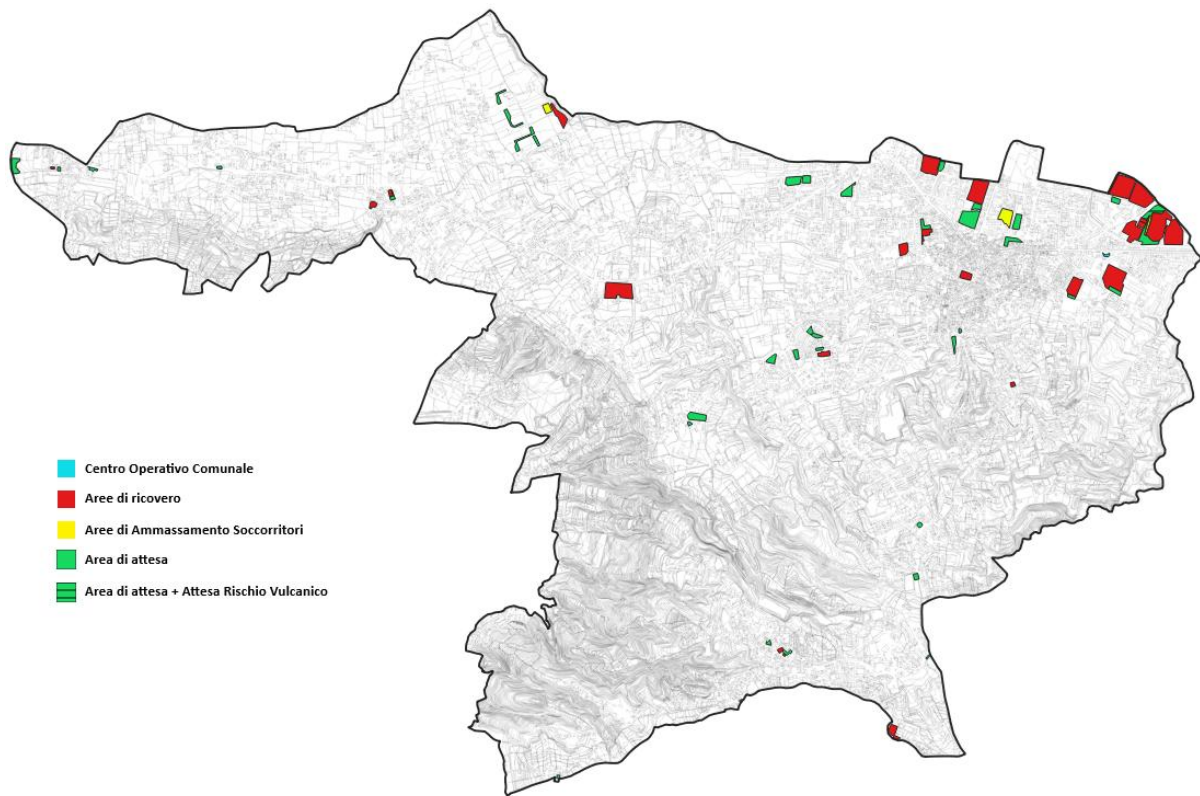 Centro Operativo Comunale
Aree di ricovero
Aree di Ammassamento Soccorritori
Area di attesa
Area di attesa + Attesa Rischio Vulcanico